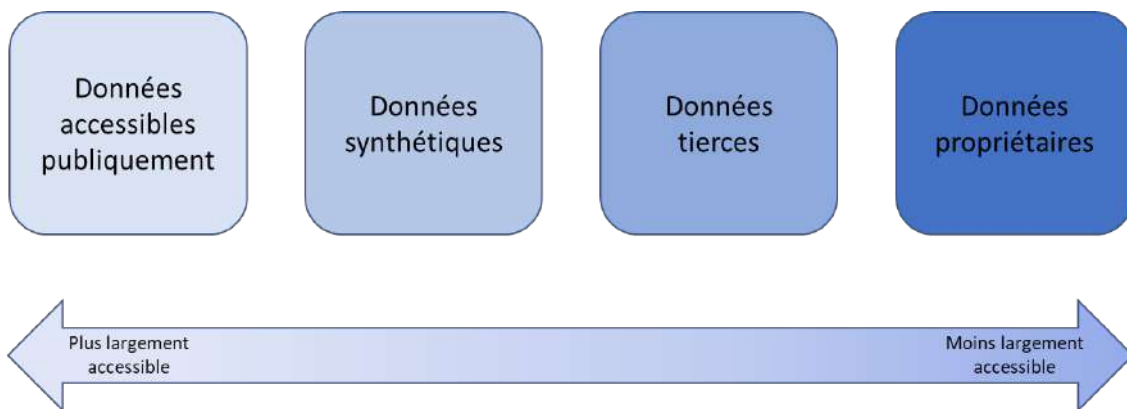 Données
accessibles
publiquement
Données
synthétiques
Données
tierces
Données
propriétaires
Plus largement
accessible
Moins largement
accessible